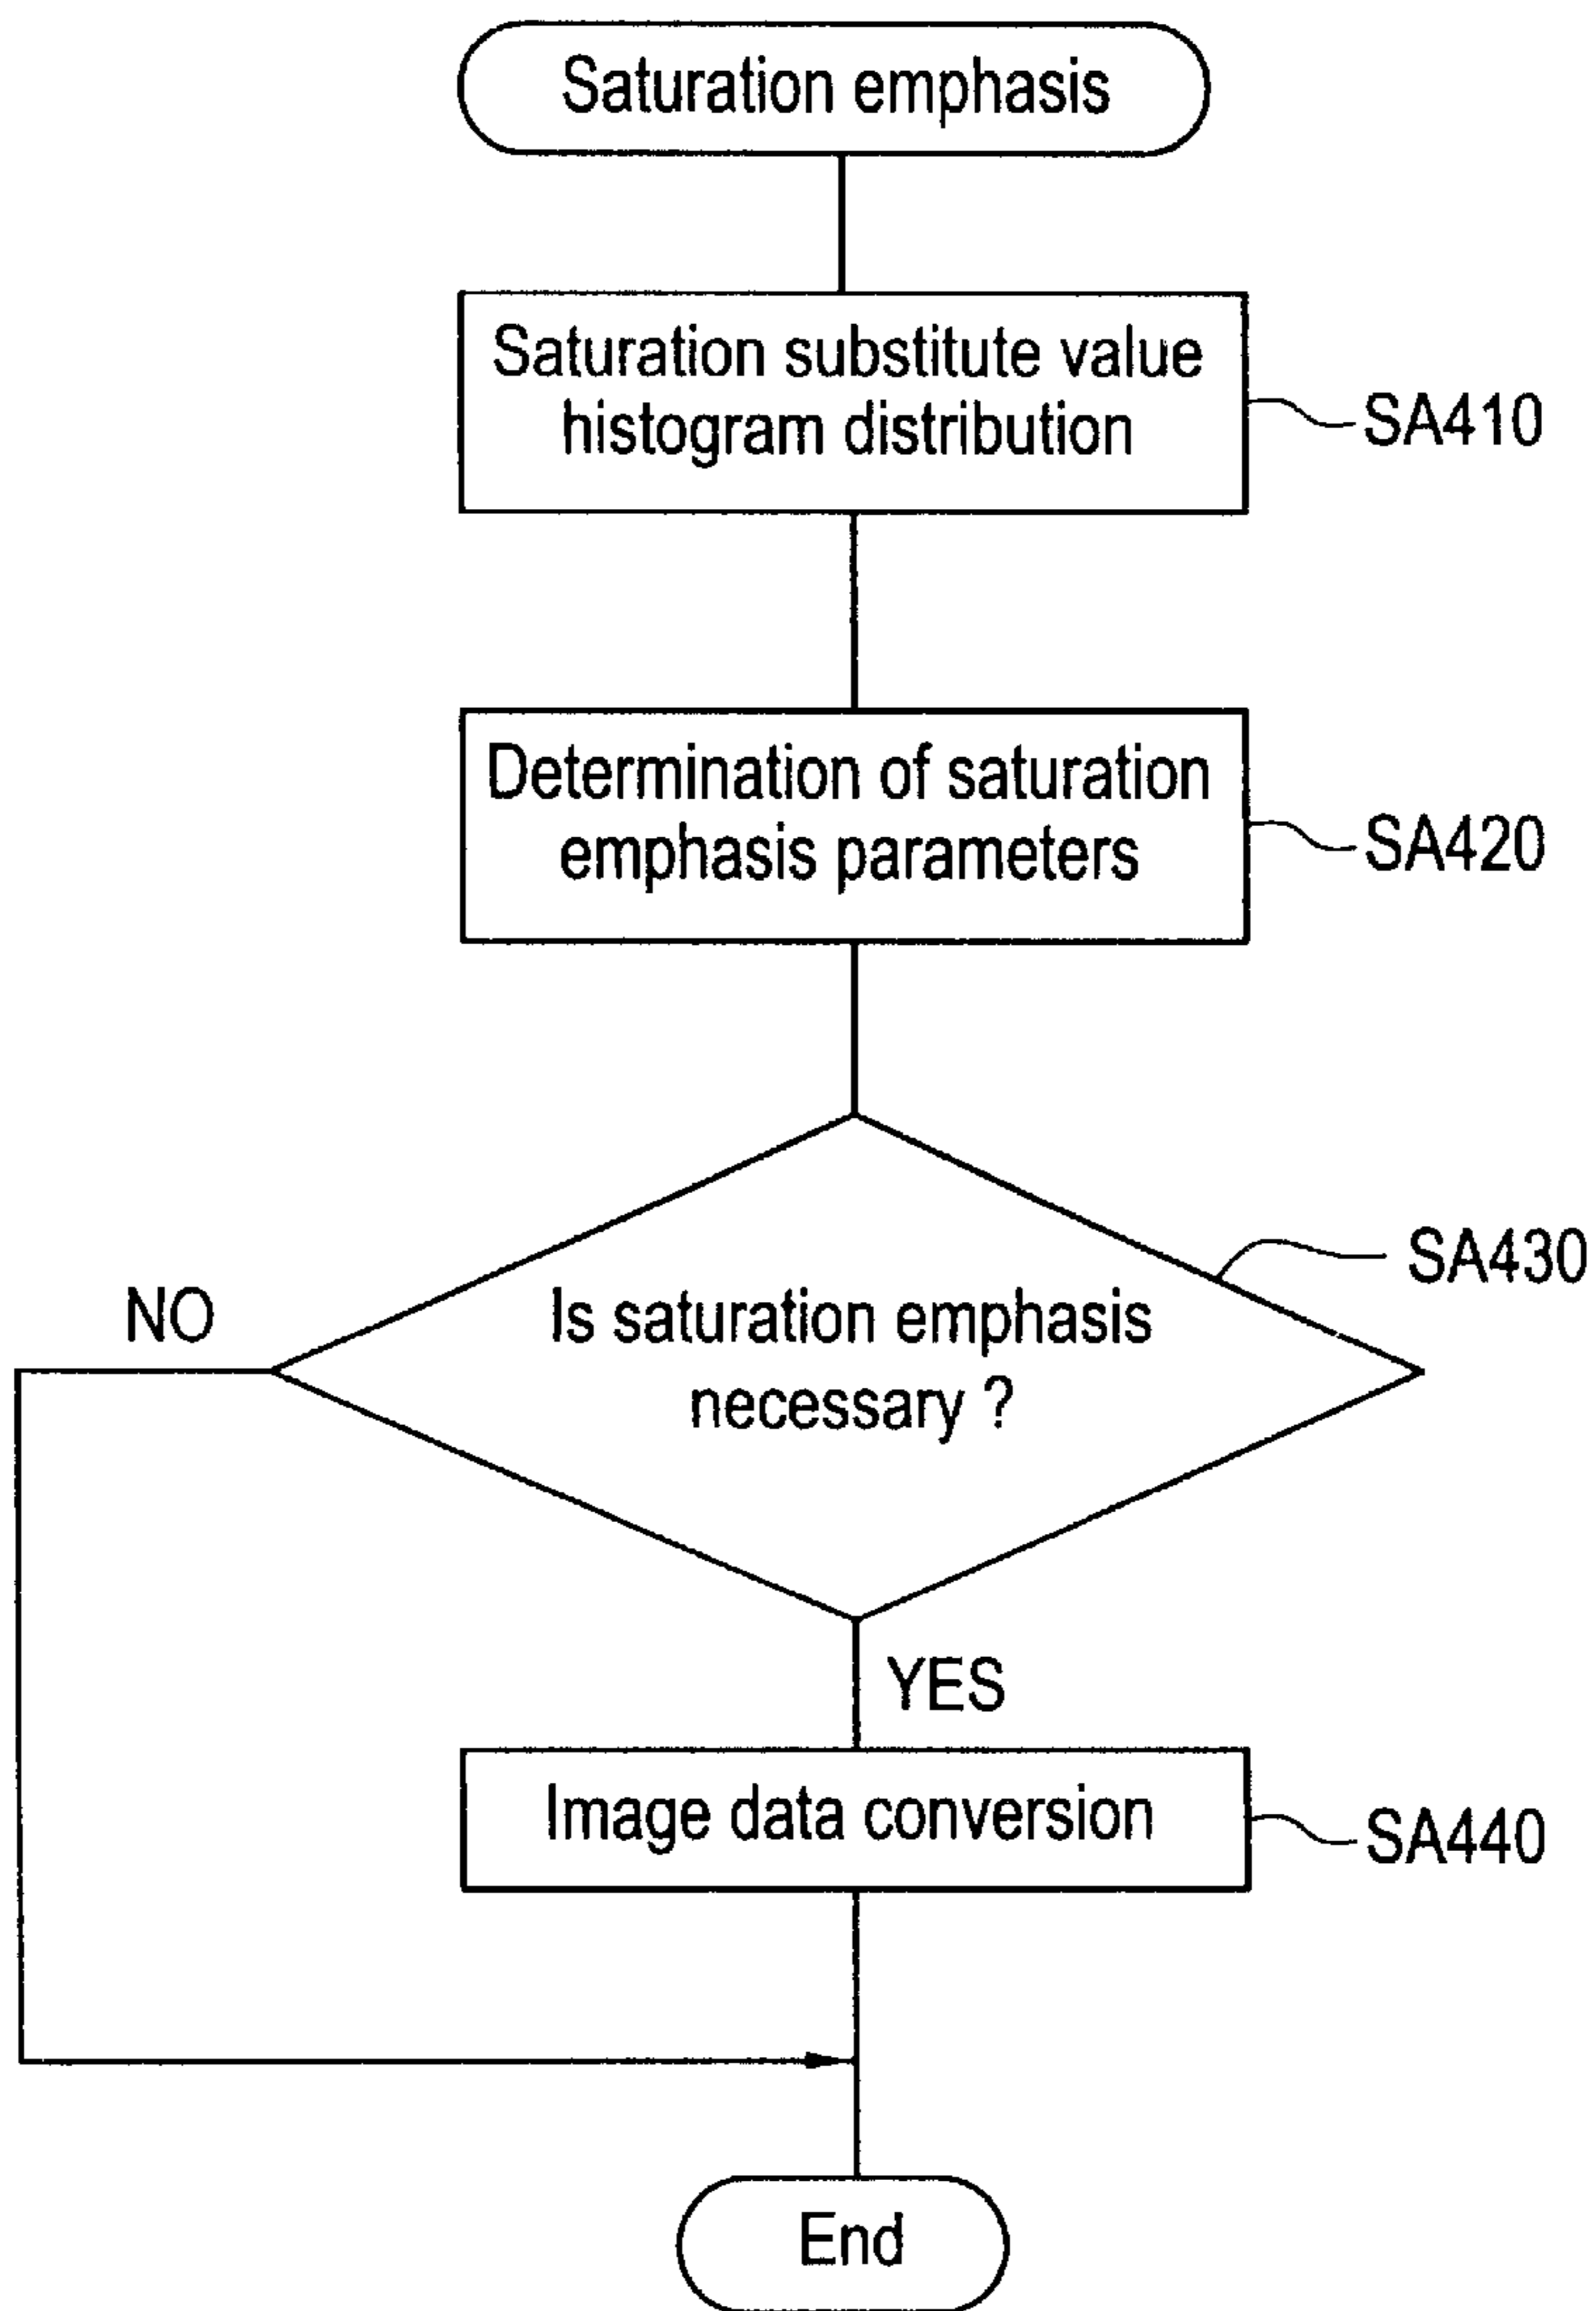 Saturation emphasis
Saturation substitute value
histogram distribution
SA410
Determination of saturation
emphasis parameters
SA420
SA430
NO
Is saturation emphasis
necessary ?
YES
Image data conversion
SA440
End